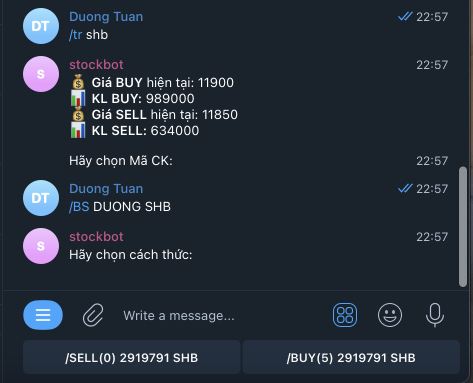 DT
Duong Tuan
22:57
/tr shb
S
stockbot
22:57
💰 Giá BUY hiện tại: 11900
📊 KL BUY: 989000
💰 Giá SELL hiện tại: 11850
📊 KL SELL: 634000
Hãy chọn Mã CK:
22:57
DT
Duong Tuan
22:57
/BS DUONG SHB
S
stockbot
22:57
Hãy chọn cách thức:
Write a message...
/SELL(0) 2919791 SHB
/BUY(5) 2919791 SHB